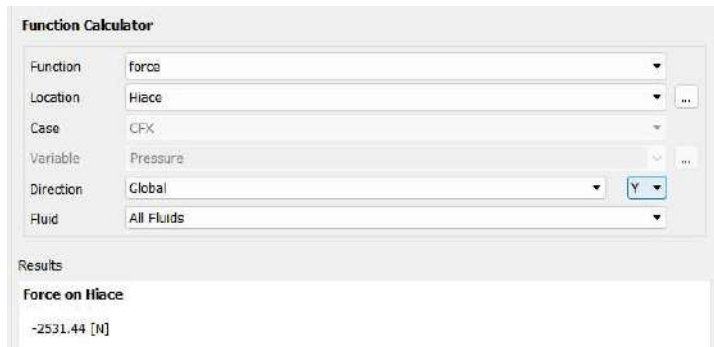 Function Calculator
Function force
Location Hiace ...
Case CFX
Variable Pressure ...
Direction Global Y
Fluid All Fluids
Results
Force on Hiace
-2531.44 [N]